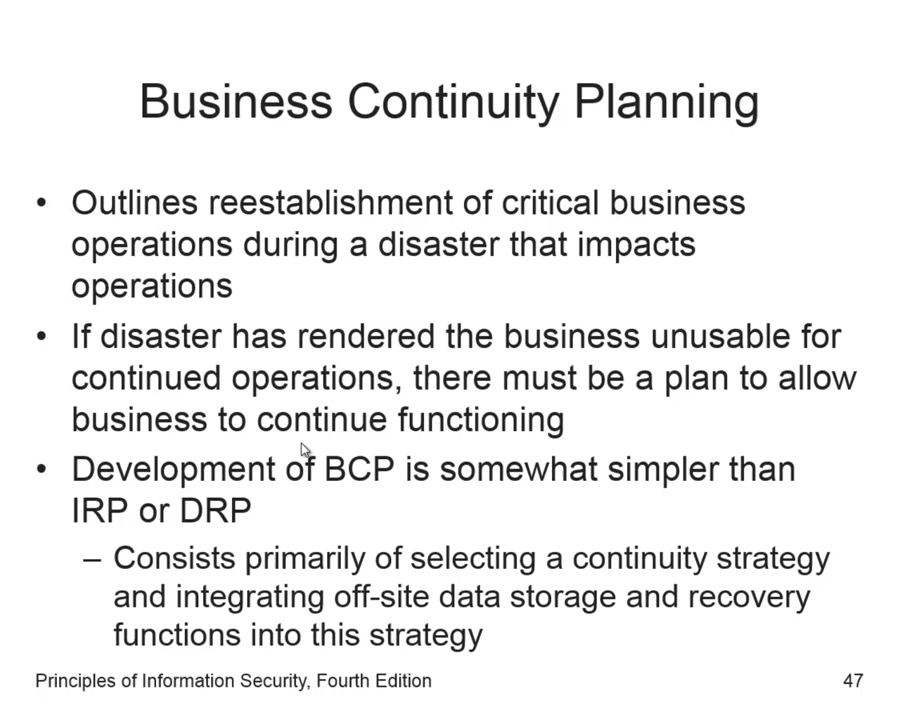 Business Continuity Planning
• Outlines reestablishment of critical business
operations during a disaster that impacts
operations
• If disaster has rendered the business unusable for
continued operations, there must be a plan to allow
business to continue functioning
• Development of BCP is somewhat simpler than
IRP or DRP
– Consists primarily of selecting a continuity strategy
and integrating off-site data storage and recovery
functions into this strategy
Principles of Information Security, Fourth Edition
47